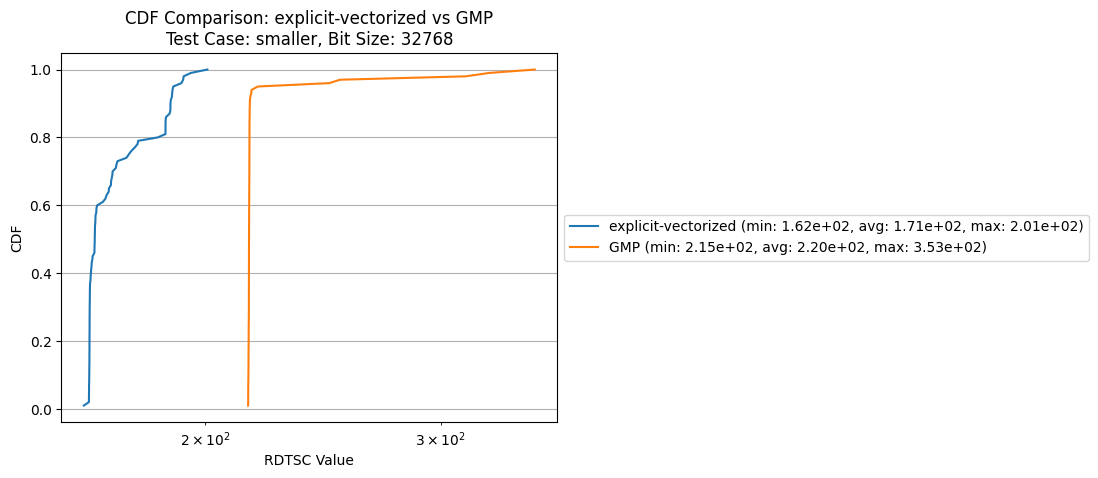 CDF Comparison: explicit-vectorized vs GMP
Test Case: smaller, Bit Size: 32768
1.0
0.8
0.6
0.4
0.2
0.0
CDF
2 × 10²
3 × 10²
RDTSC Value
explicit-vectorized (min: 1.62e+02, avg: 1.71e+02, max: 2.01e+02)
GMP (min: 2.15e+02, avg: 2.20e+02, max: 3.53e+02)